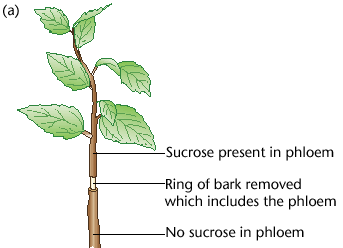 (a)
Sucrose present in phloem
Ring of bark removed
which includes the phloem
No sucrose in phloem